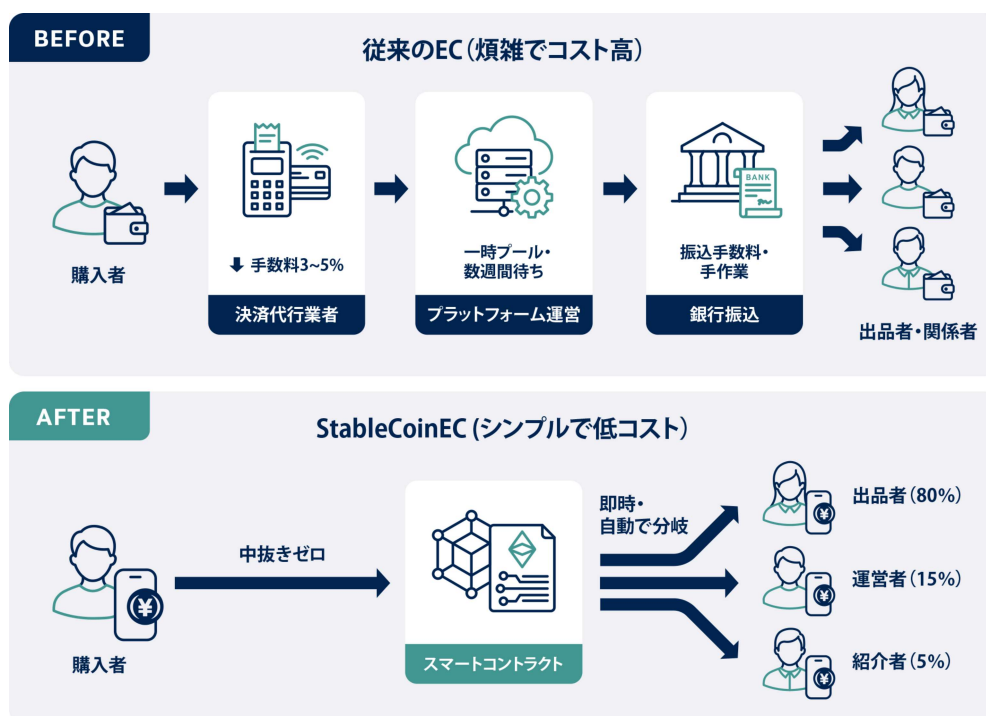 BEFORE
従来のEC（煩雑でコスト高）
購入者
手数料3~5%
決済代行業者
一時プール・
数週間待ち
プラットフォーム運営
BANK
振込手数料・
手作業
銀行振込
出品者・関係者
AFTER
StableCoinEC（シンプルで低コスト）
購入者
¥
中抜きゼロ
スマートコントラクト
即時・
自動で分岐
¥
出品者（80%）
¥
運営者（15%）
¥
紹介者（5%）